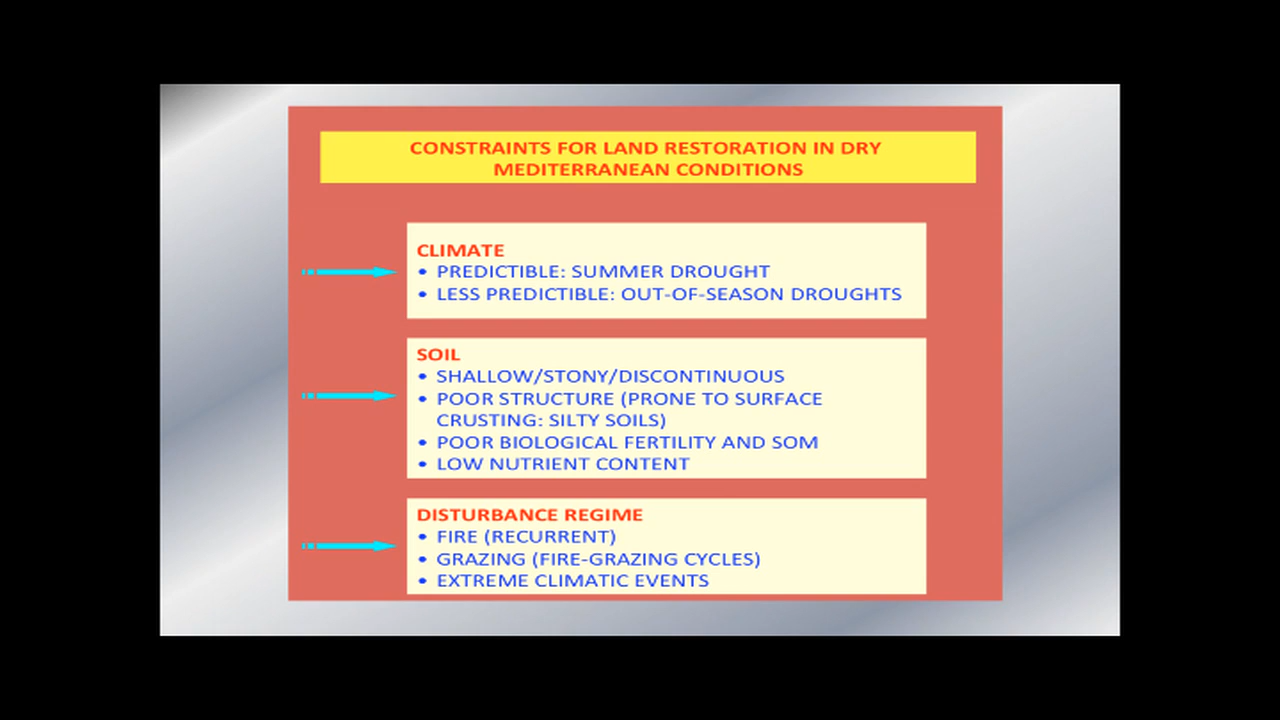 CONSTRAINTS FOR LAND RESTORATION IN DRY
MEDITERRANEAN CONDITIONS
CLIMATE
• PREDICTIBLE: SUMMER DROUGHT
• LESS PREDICTIBLE: OUT-OF-SEASON DROUGHTS
SOIL
• SHALLOW/STONY/DISCONTINUOUS
• POOR STRUCTURE (PRONE TO SURFACE
CRUSTING: SILTY SOILS)
• POOR BIOLOGICAL FERTILITY AND SOM
• LOW NUTRIENT CONTENT
DISTURBANCE REGIME
• FIRE (RECURRENT)
• GRAZING (FIRE-GRAZING CYCLES)
• EXTREME CLIMATIC EVENTS